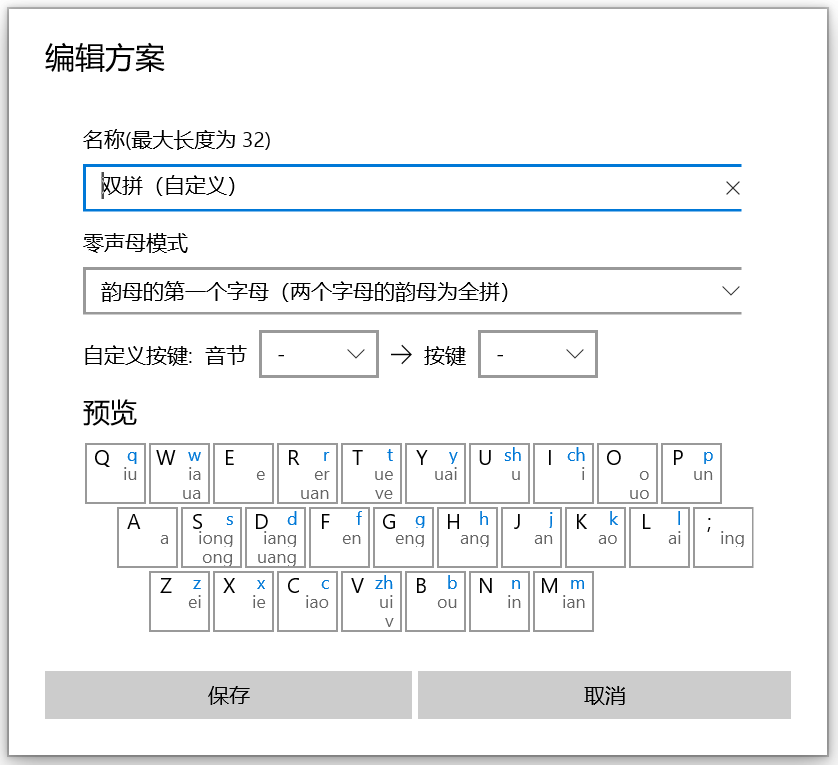 编辑方案
名称(最大长度为 32)
双拼（自定义）
零声母模式
韵母的第一个字母（两个字母的韵母为全拼）
自定义按键: 音节 - → 按键 -
预览
Q q W w E R r T t Y y U sh I ch O P p
iu ia e er ue uai u i o un
ua uan ve uo
A S s D d F f G g H h J j K k L l ;
a iong iang en eng ang an ao ai ing
ong uang
Z z X x C c V zh B b N n M m
ei ie iao ui ou in ian
v
保存 取消